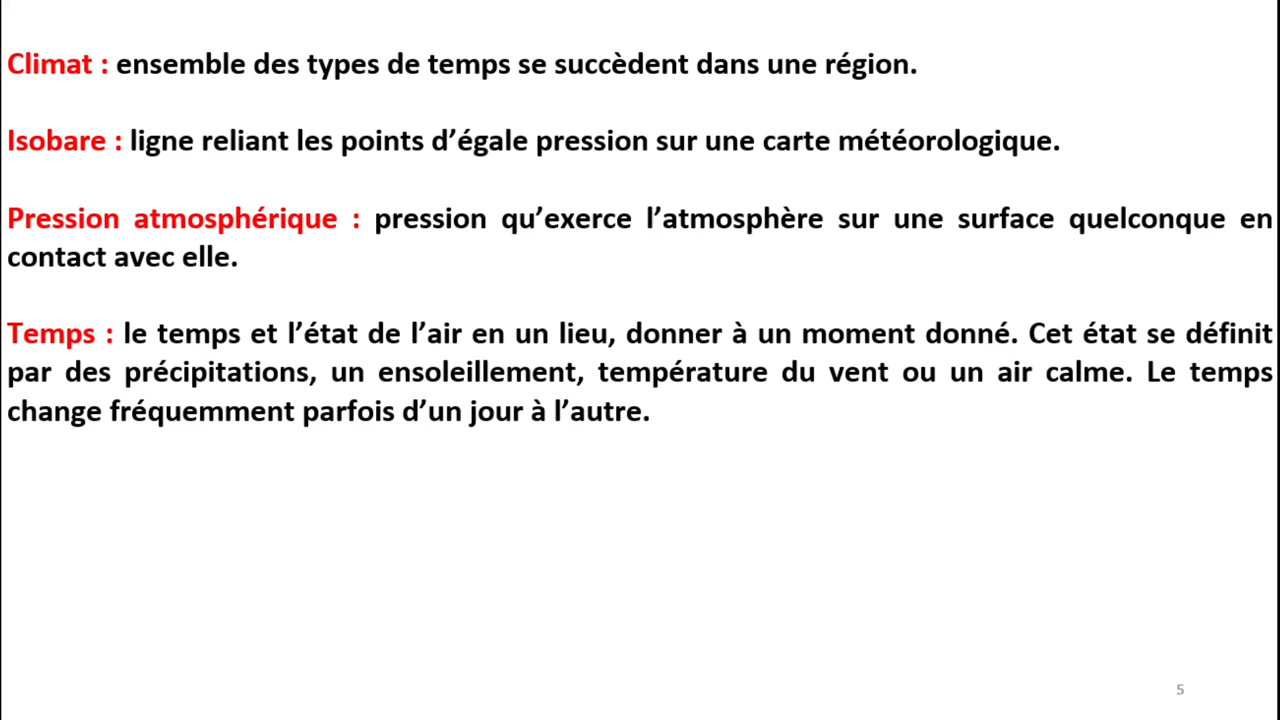 Climat : ensemble des types de temps se succèdent dans une région.
Isobare : ligne reliant les points d’égale pression sur une carte météorologique.
Pression atmosphérique : pression qu’exerce l’atmosphère sur une surface quelconque en
contact avec elle.
Temps : le temps et l’état de l’air en un lieu, donner à un moment donné. Cet état se définit
par des précipitations, un ensoleillement, température du vent ou un air calme. Le temps
change fréquemment parfois d’un jour à l’autre.
5